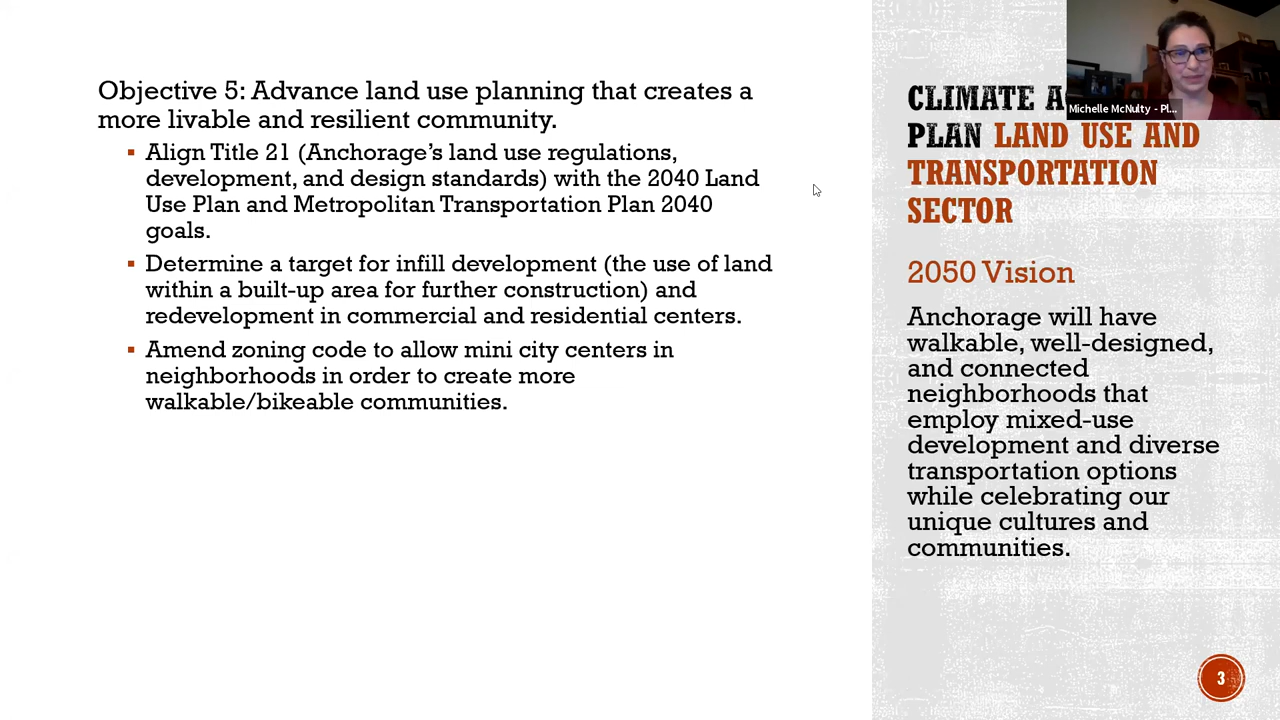 Objective 5: Advance land use planning that creates a
more livable and resilient community.
▪ Align Title 21 (Anchorage's land use regulations,
development, and design standards) with the 2040 Land
Use Plan and Metropolitan Transportation Plan 2040
goals.
▪ Determine a target for infill development (the use of land
within a built-up area for further construction) and
redevelopment in commercial and residential centers.
▪ Amend zoning code to allow mini city centers in
neighborhoods in order to create more
walkable/bikeable communities.
CLIMATE
PLAN LAND USE AND
TRANSPORTATION
SECTOR
Michelle McNulty - Pl...
2050 Vision
Anchorage will have
walkable, well-designed,
and connected
neighborhoods that
employ mixed-use
development and diverse
transportation options
while celebrating our
unique cultures and
communities.
3